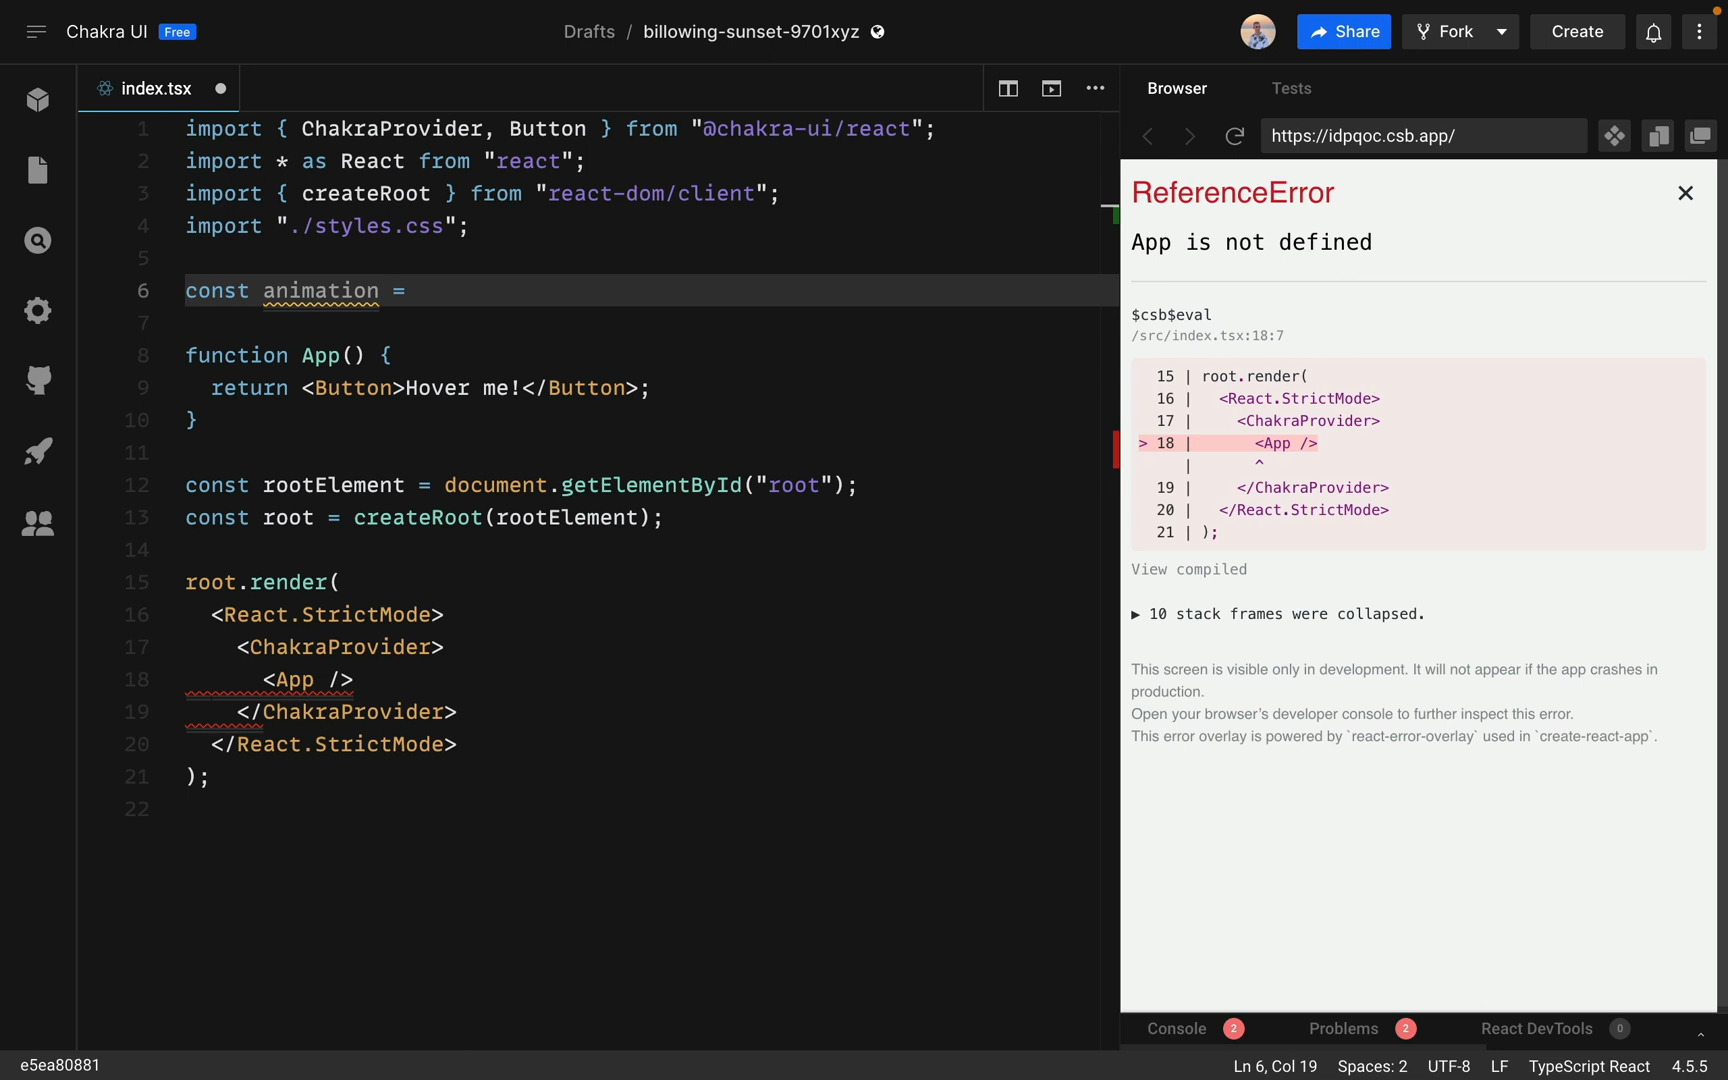 Chakra UI Free
Drafts / billowing-sunset-9701xyz
Share
Fork
Create
index.tsx
1 import { ChakraProvider, Button } from "@chakra-ui/react";
2 import * as React from "react";
3 import { createRoot } from "react-dom/client";
4 import "./styles.css";
5
6 const animation =
7
8 function App() {
9 return <Button>Hover me!</Button>;
10 }
11
12 const rootElement = document.getElementById("root");
13 const root = createRoot(rootElement);
14
15 root.render(
16 <React.StrictMode>
17 <ChakraProvider>
18 <App />
19 </ChakraProvider>
20 </React.StrictMode>
21 );
22
Browser
Tests
https://idpqoc.csb.app/
ReferenceError
App is not defined
$csb$eval
/src/index.tsx:18:7
15 | root.render(
16 | <React.StrictMode>
17 | <ChakraProvider>
> 18 | <App />
| ^
19 | </ChakraProvider>
20 | </React.StrictMode>
21 | );
View compiled
▶ 10 stack frames were collapsed.
This screen is visible only in development. It will not appear if the app crashes in
production.
Open your browser's developer console to further inspect this error.
This error overlay is powered by `react-error-overlay` used in `create-react-app`.
Console 2
Problems 2
React DevTools 0
e5ea80881
Ln 6, Col 19
Spaces: 2
UTF-8
LF
TypeScript React
4.5.5